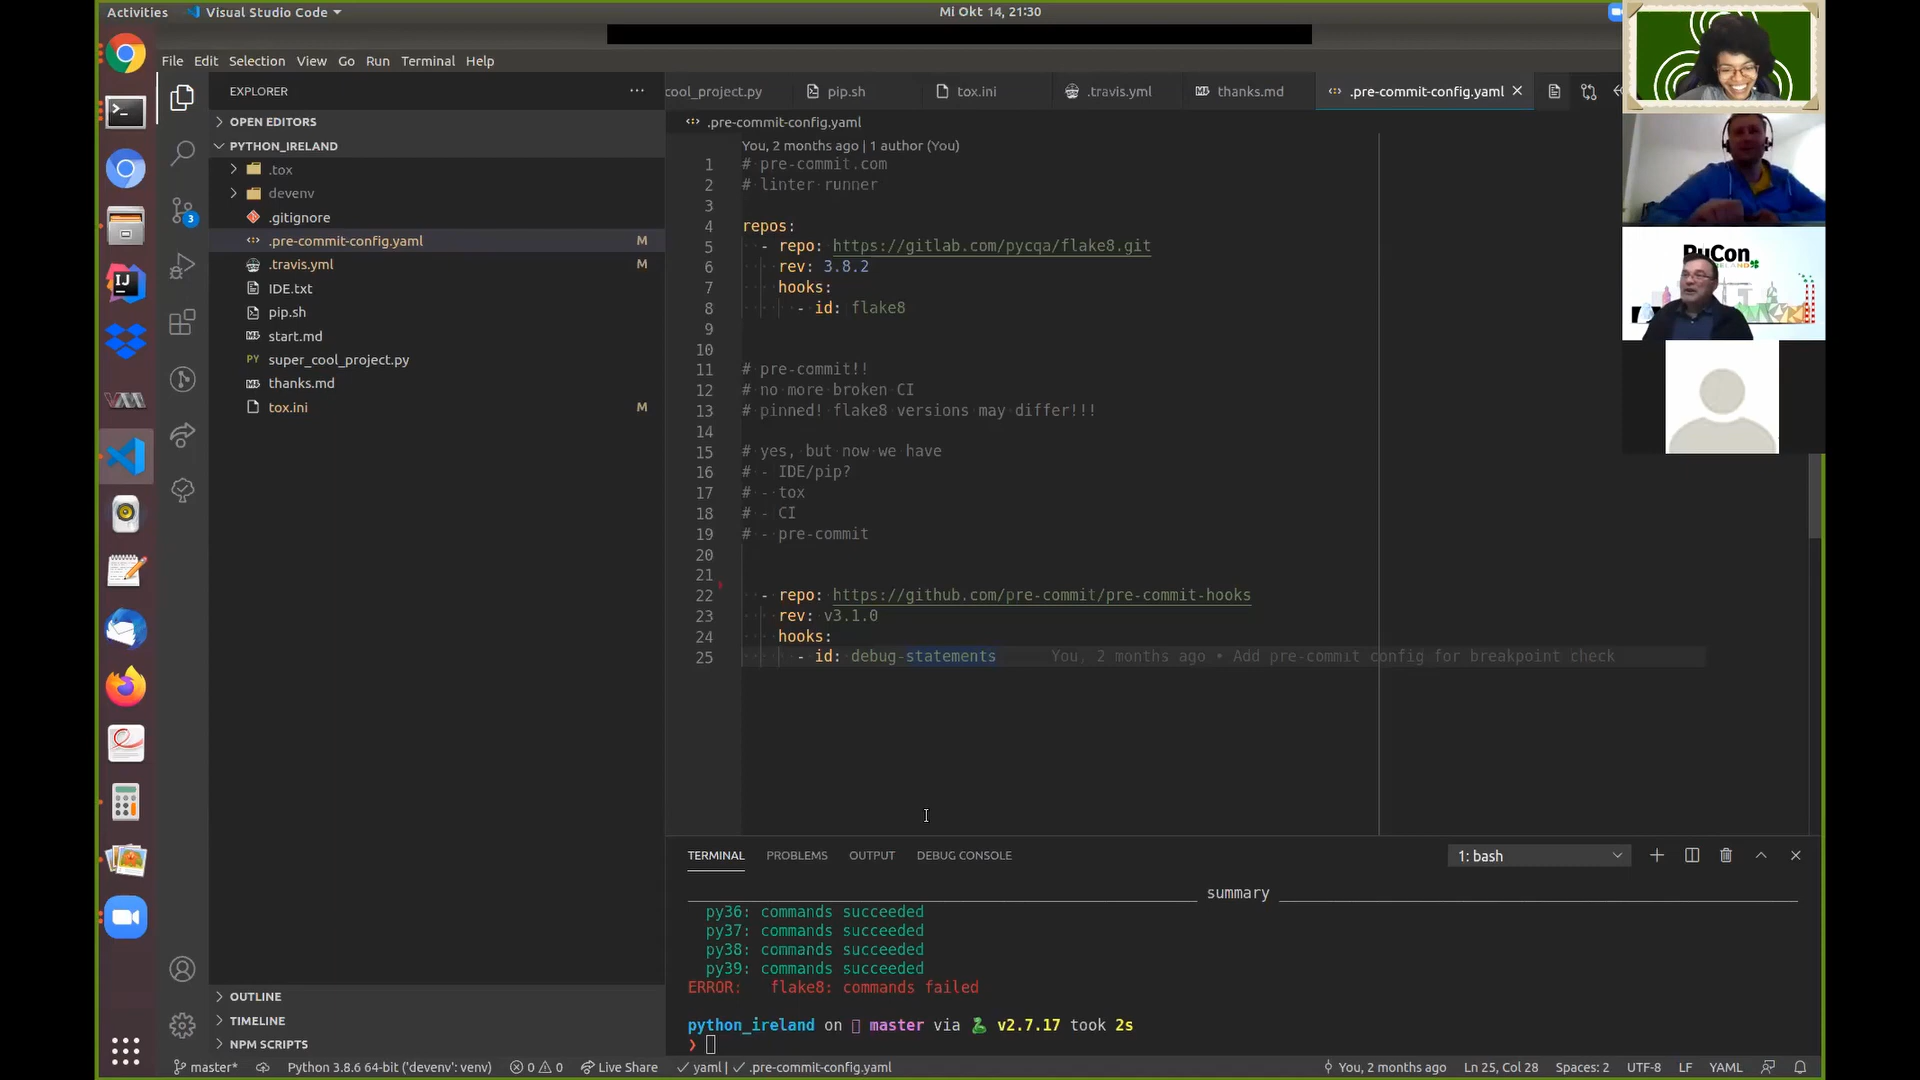 Activities
Visual Studio Code
Mi Okt 14, 21:30
File Edit Selection View Go Run Terminal Help
EXPLORER
OPEN EDITORS
PYTHON_IRELAND
.tox
devenv
.gitignore
.pre-commit-config.yaml M
.travis.yml M
IDE.txt
pip.sh
start.md
PY super_cool_project.py
thanks.md
tox.ini M
OUTLINE
TIMELINE
NPM SCRIPTS
3
cool_project.py
pip.sh
tox.ini
.travis.yml
thanks.md
.pre-commit-config.yaml
.pre-commit-config.yaml
You, 2 months ago | 1 author (You)
1 # pre-commit.com
2 # linter runner
3
4 repos:
5 - repo: https://gitlab.com/pycqa/flake8.git
6 rev: 3.8.2
7 hooks:
8 - id: flake8
9
10
11 # pre-commit!!
12 # no more broken CI
13 # pinned! flake8 versions may differ!!!
14
15 # yes, but now we have
16 # - IDE/pip?
17 # - tox
18 # - CI
19 # - pre-commit
20
21
22 - repo: https://github.com/pre-commit/pre-commit-hooks
23 rev: v3.1.0
24 hooks:
25 - id: debug-statements You, 2 months ago • Add pre-commit config for breakpoint check
PyCon
TERMINAL PROBLEMS OUTPUT DEBUG CONSOLE
1: bash
summary
py36: commands succeeded
py37: commands succeeded
py38: commands succeeded
py39: commands succeeded
ERROR: flake8: commands failed
python_ireland on master via v2.7.17 took 2s
❯
master* Python 3.8.6 64-bit ('devenv': venv) 0 0 Live Share yaml | .pre-commit-config.yaml
You, 2 months ago Ln 25, Col 28 Spaces: 2 UTF-8 LF YAML